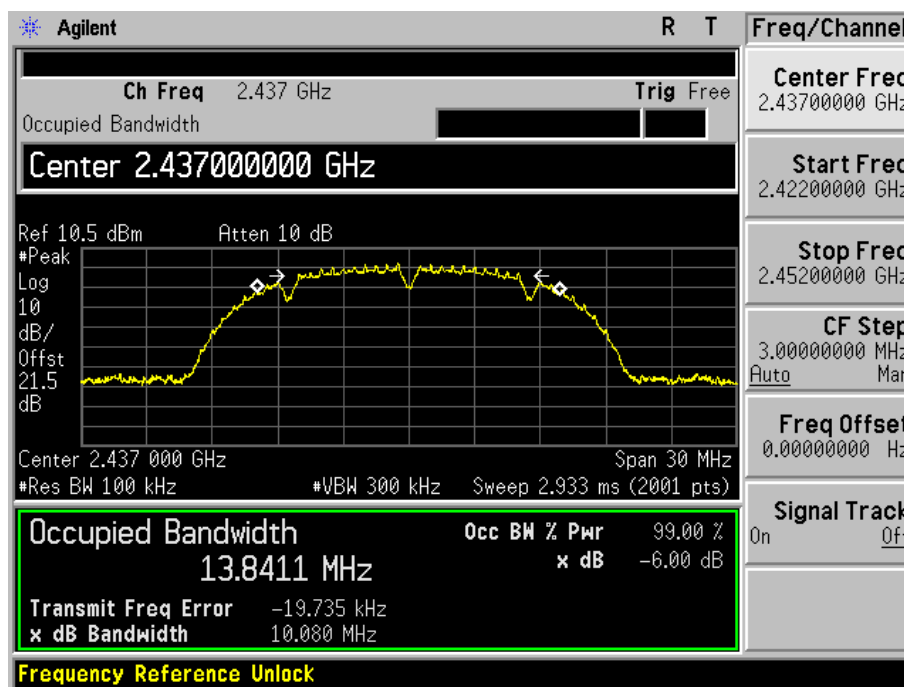 Agilent R T Freq/Channel
Ch Freq 2.437 GHz Trig Free
Occupied Bandwidth
Center 2.437000000 GHz
Ref 10.5 dBm Atten 10 dB
#Peak
Log
10
dB/
Offst
21.5
dB
Center 2.437 000 GHz Span 30 MHz
#Res BW 100 kHz #VBW 300 kHz Sweep 2.933 ms (2001 pts)
Occupied Bandwidth
13.8411 MHz
Occ BW % Pwr 99.00 %
x dB -6.00 dB
Transmit Freq Error -19.735 kHz
x dB Bandwidth 10.080 MHz
Frequency Reference Unlock
Center Freq
2.43700000 GHz
Start Freq
2.42200000 GHz
Stop Freq
2.45200000 GHz
CF Step
3.00000000 MHz
Auto Man
Freq Offset
0.00000000 Hz
Signal Track
On Off